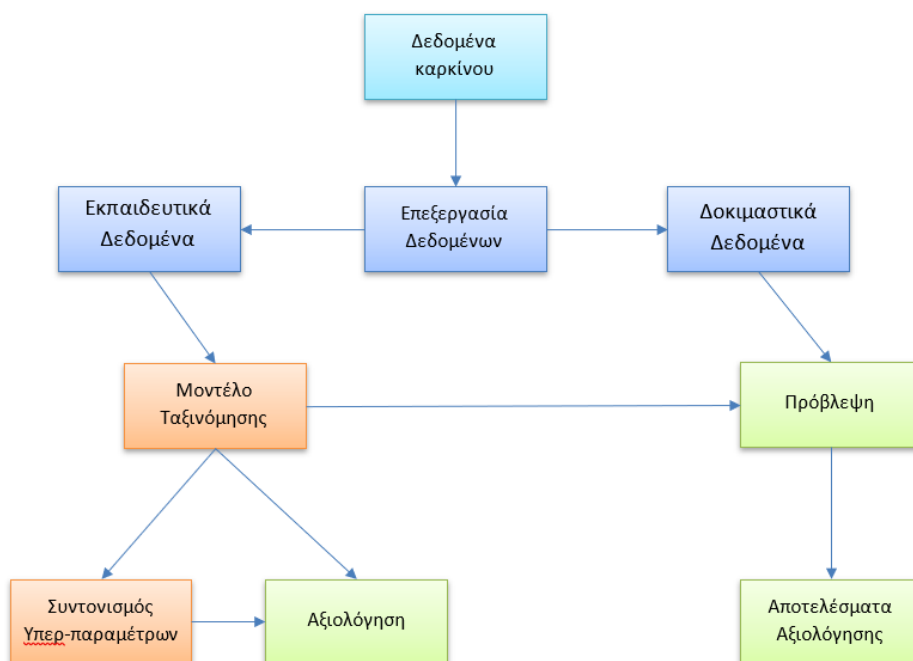 Δεδομένα
καρκίνου
Εκπαιδευτικά
Δεδομένα
Επεξεργασία
Δεδομένων
Δοκιμαστικά
Δεδομένα
Μοντέλο
Ταξινόμησης
Πρόβλεψη
Συντονισμός
Υπερ-παραμέτρων
Αξιολόγηση
Αποτελέσματα
Αξιολόγησης